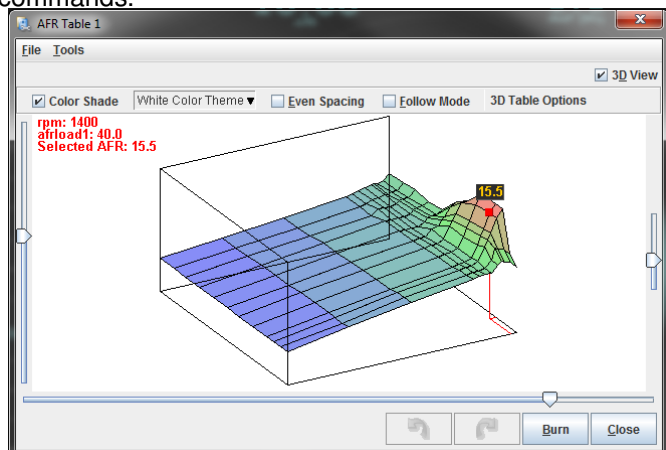 commands.
AFR Table 1
File Tools
3D View
Color Shade White Color Theme Even Spacing Follow Mode 3D Table Options
rpm: 1400
afrload1: 40.0
Selected AFR: 15.5
15.5
Burn Close